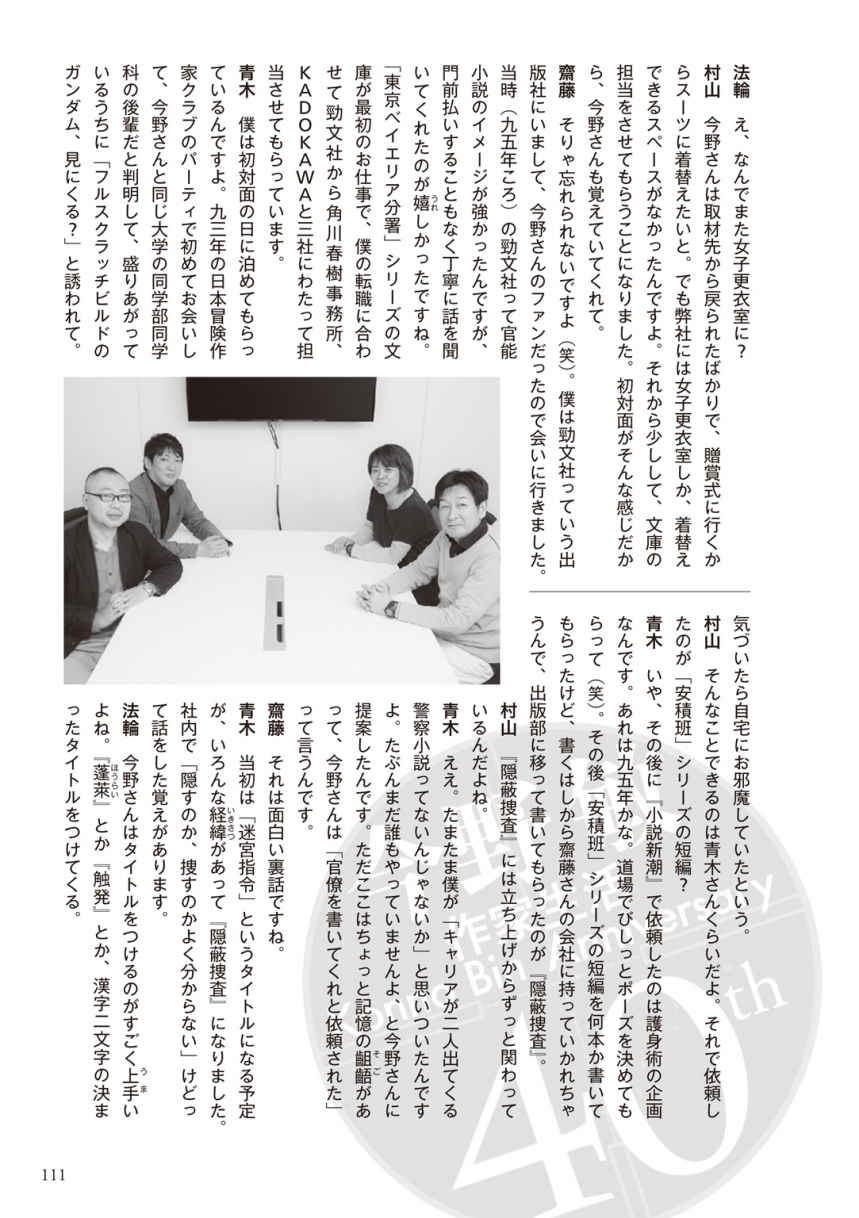 法輪　え、なんでまた女子更衣室に？
村山　今野さんは取材先から戻られたばかりで、贈賞式に行くか
らスーツに着替えたいと。でも弊社には女子更衣室しか、着替え
できるスペースがなかったんですよ。それから少しして、文庫の
担当をさせてもらうことになりました。初対面がそんな感じだか
ら、今野さんも覚えていてくれて。
齋藤　そりゃ忘れられないですよ（笑）。僕は勁文社っていう出
版社にいまして、今野さんのファンだったので会いに行きました。
当時（九五年ころ）の勁文社って官能
小説のイメージが強かったんですが、
門前払いすることもなく丁寧に話を聞
いてくれたのが嬉うれしかったですね。
「東京ベイエリア分署」シリーズの文
庫が最初のお仕事で、僕の転職に合わ
せて勁文社から角川春樹事務所、
ＫＡＤＯＫＡＷＡと三社にわたって担
当させてもらっています。
青木　僕は初対面の日に泊めてもらっ
ているんですよ。九三年の日本冒険作
家クラブのパーティで初めてお会いし
て、今野さんと同じ大学の同学部同学
科の後輩だと判明して、盛りあがって
いるうちに「フルスクラッチビルドの
ガンダム、見にくる？」と誘われて。
気づいたら自宅にお邪魔していたという。
村山　そんなことできるのは青木さんくらいだよ。それで依頼し
たのが「安積班」シリーズの短編？
青木　いや、その後に『小説新潮』で依頼したのは護身術の企画
なんです。あれは九五年かな。道場でびしっとポーズを決めても
らって（笑）。その後「安積班」シリーズの短編を何本か書いて
もらったけど、書くはしから齋藤さんの会社に持っていかれちゃ
うんで、出版部に移って書いてもらったのが『隠蔽捜査』。
村山　『隠蔽捜査』には立ち上げからずっと関わって
いるんだよね。
青木　ええ。たまたま僕が「キャリアが二人出てくる
警察小説ってないんじゃないか」と思いついたんです
よ。たぶんまだ誰もやっていませんよ、と今野さんに
提案したんです。ただここはちょっと記憶の齟齬そごがあ
って、今野さんは「官僚を書いてくれと依頼された」
って言うんです。
齋藤　それは面白い裏話ですね。
青木　当初は「迷宮指令」というタイトルになる予定
が、いろんな経緯いきさつがあって『隠蔽捜査』になりました。
社内で「隠すのか、捜すのかよく分からない」けどっ
て話をした覚えがあります。
法輪　今野さんはタイトルをつけるのがすごく上手うまい
よね。『蓬萊ほうらい』とか『触発』とか、漢字二文字の決ま
ったタイトルをつけてくる。
今野敏
作家生活
Konno Bin Anniversary
40th
111